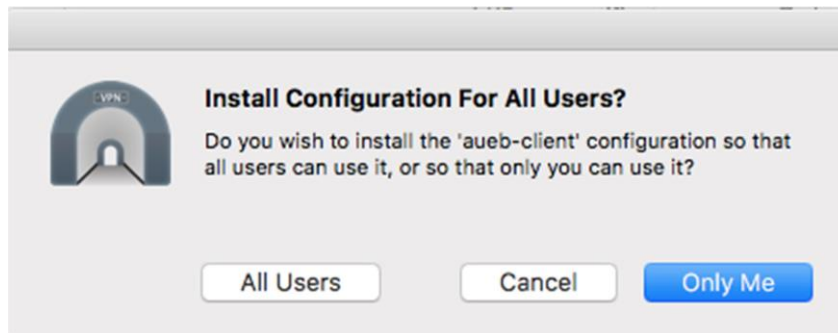 VPN
Install Configuration For All Users?
Do you wish to install the 'aueb-client' configuration so that
all users can use it, or so that only you can use it?
All Users
Cancel
Only Me